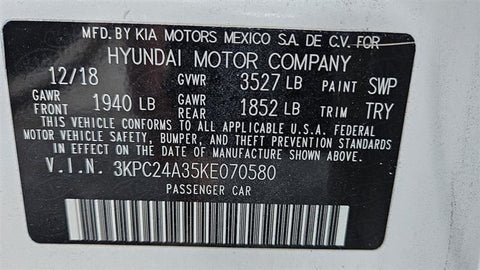 MFD. BY KIA MOTORS MEXICO S.A DE C.V. FOR
HYUNDAI MOTOR COMPANY
12/18 GVWR 3527 LB PAINT SWP
GAWR FRONT 1940 LB GAWR REAR 1852 LB TRIM TRY
THIS VEHICLE CONFORMS TO ALL APPLICABLE U.S.A. FEDERAL
MOTOR VEHICLE SAFETY, BUMPER, AND THEFT PREVENTION STANDARDS
IN EFFECT ON THE DATE OF MANUFACTURE SHOWN ABOVE.
V.I.N. 3KPC24A35KE070580
PASSENGER CAR